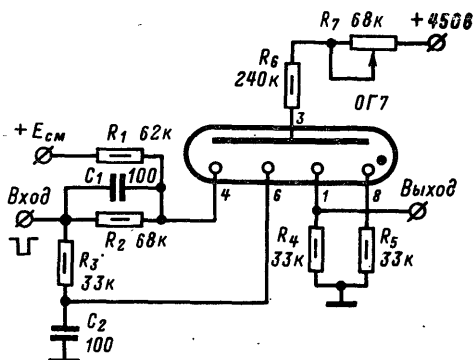 R7 68к +450в
R6
240к
ОГ7
3
+Eсм
R1 62к
C1 100
Вход
R2 68к
4 6 1 8
Выход
R3
33к
R4
33к
R5
33к
C2
100